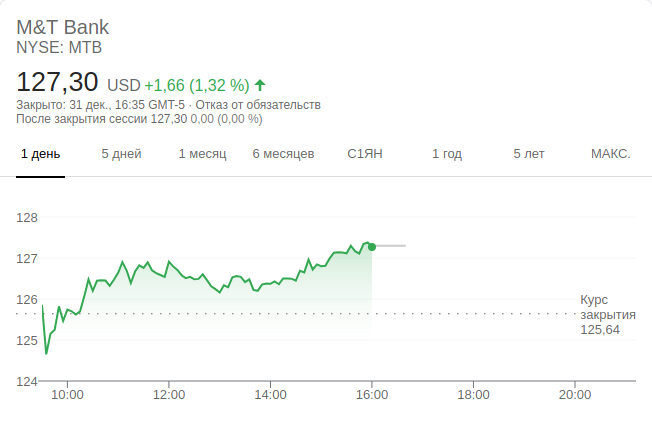 M&T Bank
NYSE: MTB
127,30 USD +1,66 (1,32 %)
Закрыто: 31 дек., 16:35 GMT-5 · Отказ от обязательств
После закрытия сессии 127,30 0,00 (0,00 %)
1 день 5 дней 1 месяц 6 месяцев С1ЯН 1 год 5 лет МАКС.
128
127
126
Курс
закрытия
125,64
125
124
10:00 12:00 14:00 16:00 18:00 20:00